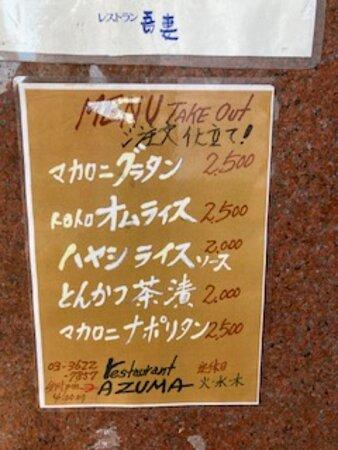 レストラン 吾妻
MENU TAKE Out
ご注文仕立て!
マカロニグラタン 2,500
トロトロオムライス 2,500
ハヤシライスソース 2,000
とんかつ茶漬 2,000
マカロニナポリタン 2,500
03-3622
-7857
restaurant
AZUMA
定休日
火・水・木
4:00